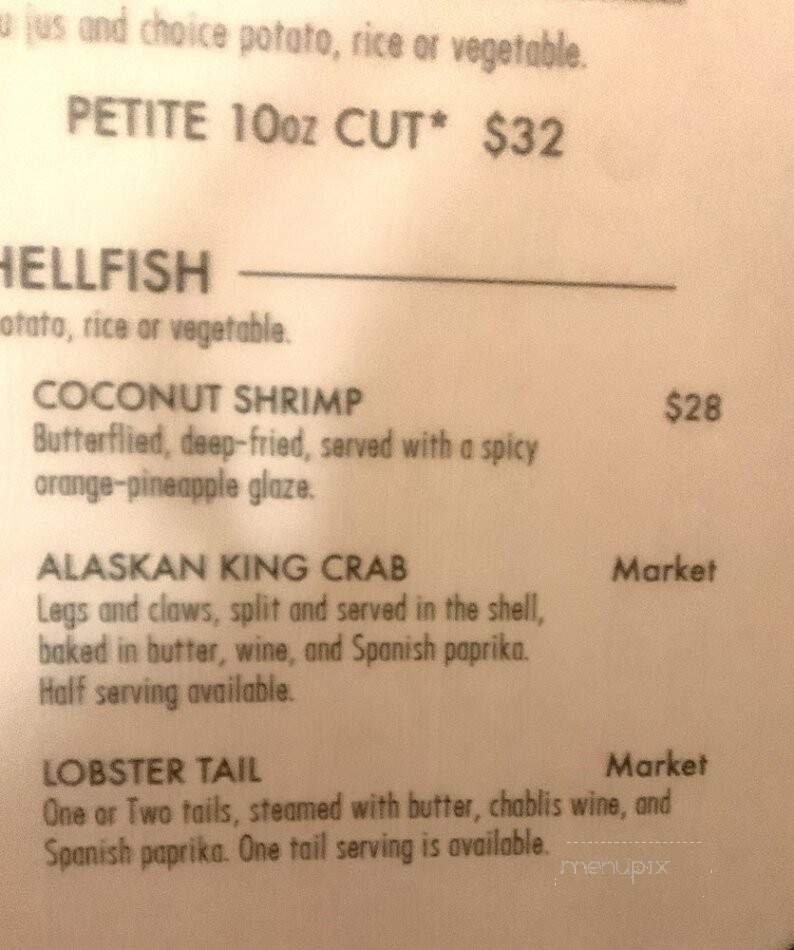 jus and choice potato, rice or vegetable.
PETITE 10oz CUT* $32
HELLFISH
otato, rice or vegetable.
COCONUT SHRIMP $28
Butterflied, deep-fried, served with a spicy
orange-pineapple glaze.
ALASKAN KING CRAB Market
Legs and claws, split and served in the shell,
baked in butter, wine, and Spanish paprika.
Half serving available.
LOBSTER TAIL Market
One or Two tails, steamed with butter, chablis wine, and
Spanish paprika. One tail serving is available.
menupix